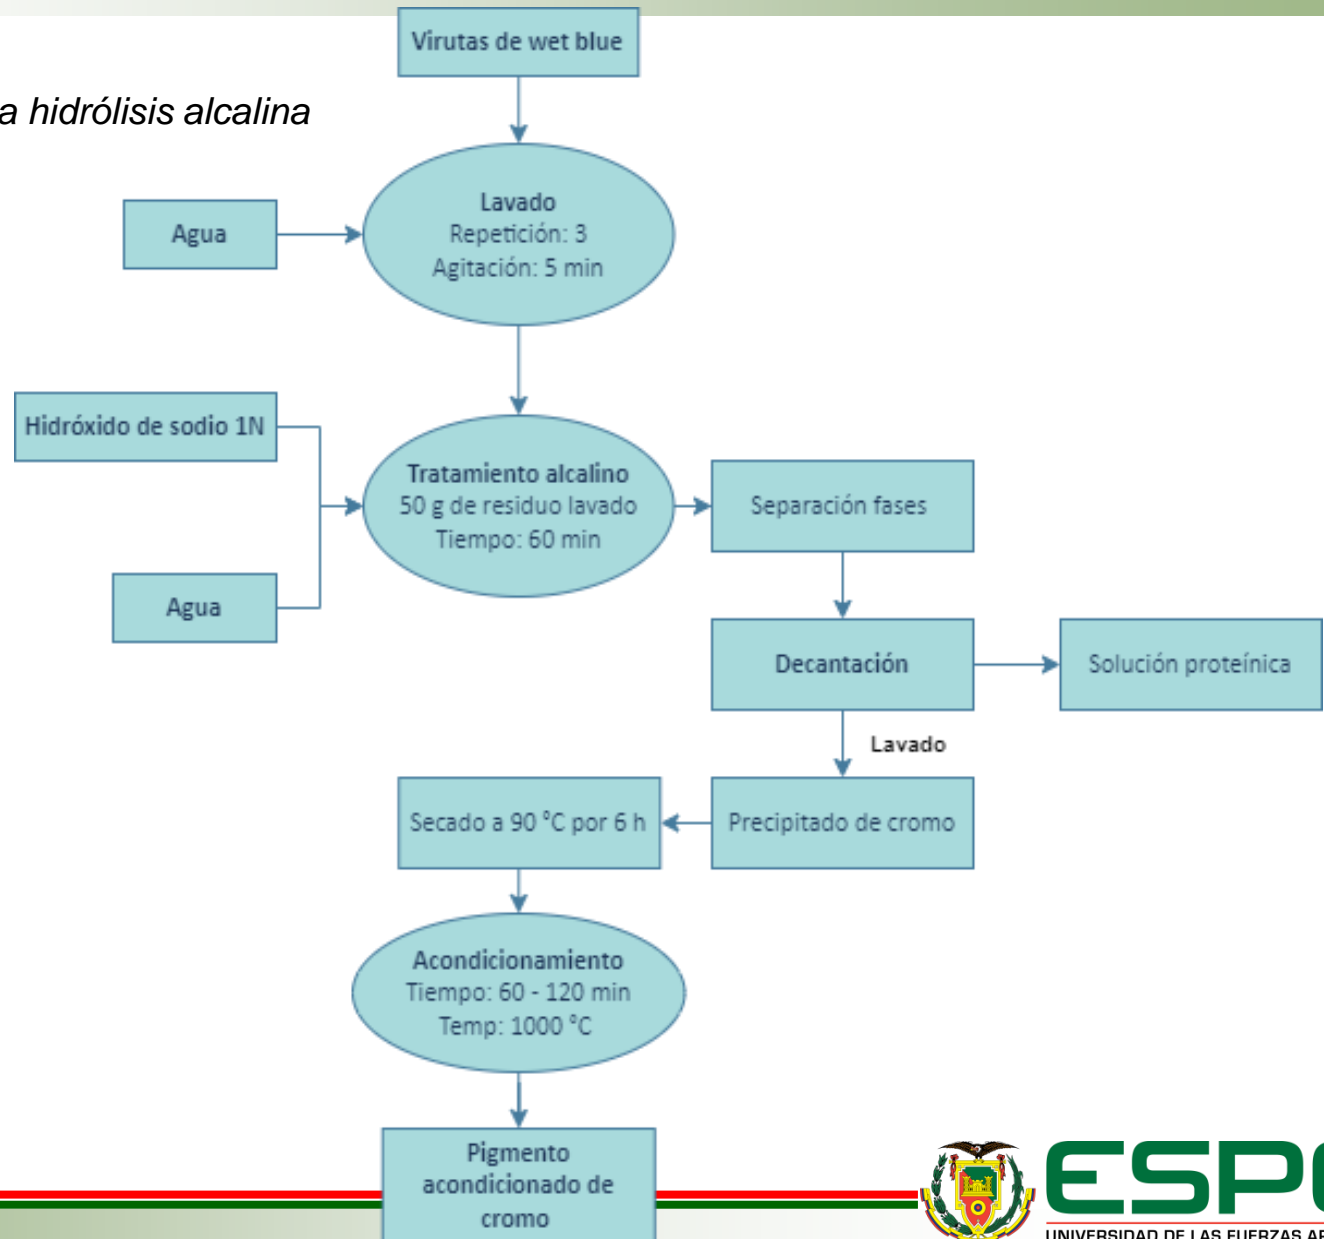 Virutas de wet blue
a hidrólisis alcalina
Lavado
Repetición: 3
Agitación: 5 min
Agua
Hidróxido de sodio 1N
Tratamiento alcalino
50 g de residuo lavado
Tiempo: 60 min
Separación fases
Agua
Decantación
Solución proteínica
Lavado
Secado a 90 °C por 6 h
Precipitado de cromo
Acondicionamiento
Tiempo: 60 - 120 min
Temp: 1000 °C
Pigmento
acondicionado de
cromo
ESP
UNIVERSIDAD DE LAS FUERZAS